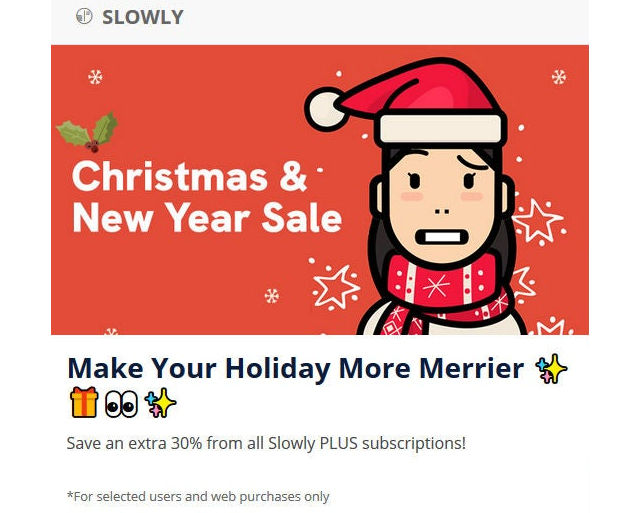 SLOWLY
Christmas &
New Year Sale
Make Your Holiday More Merrier ✨
🎁👀✨
Save an extra 30% from all Slowly PLUS subscriptions!
*For selected users and web purchases only